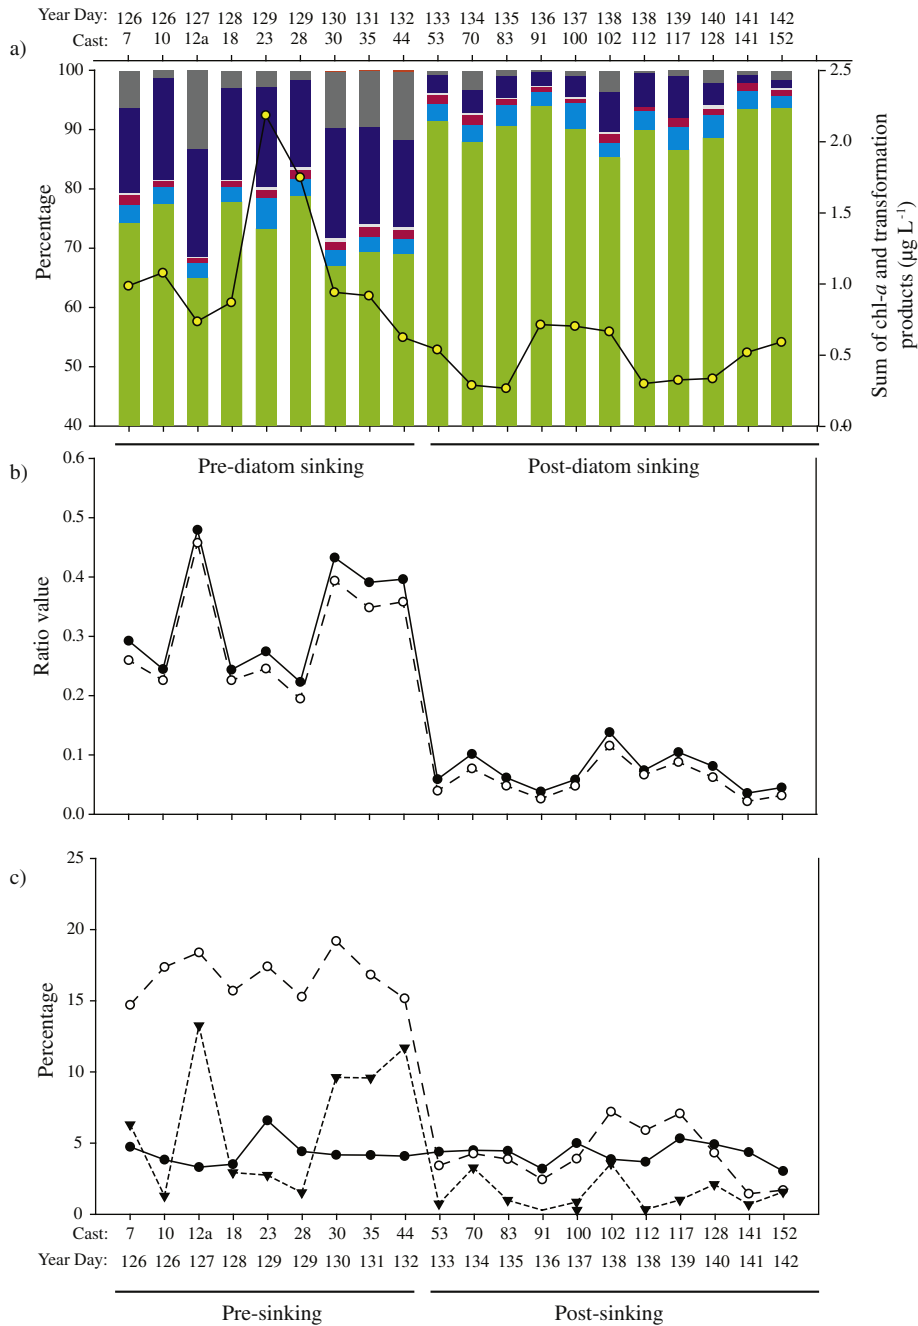 Year Day: 126 126 127 128 129 129 130 131 132 133 134 135 136 137 138 138 139 140 141 142
a) Cast: 7 10 12a 18 23 28 30 35 44 53 70 83 91 100 102 112 117 128 141 152
100
90
80
70
60
50
40
Percentage
2.5
2.0
1.5
1.0
0.5
0.0
Sum of chl-a and transformation
products (µg L-1)
Pre-diatom sinking Post-diatom sinking
b)
0.6
0.5
0.4
0.3
0.2
0.1
0.0
Ratio value
c)
25
20
15
10
5
0
Percentage
Cast: 7 10 12a 18 23 28 30 35 44 53 70 83 91 100 102 112 117 128 141 152
Year Day: 126 126 127 128 129 129 130 131 132 133 134 135 136 137 138 138 139 140 141 142
Pre-sinking Post-sinking